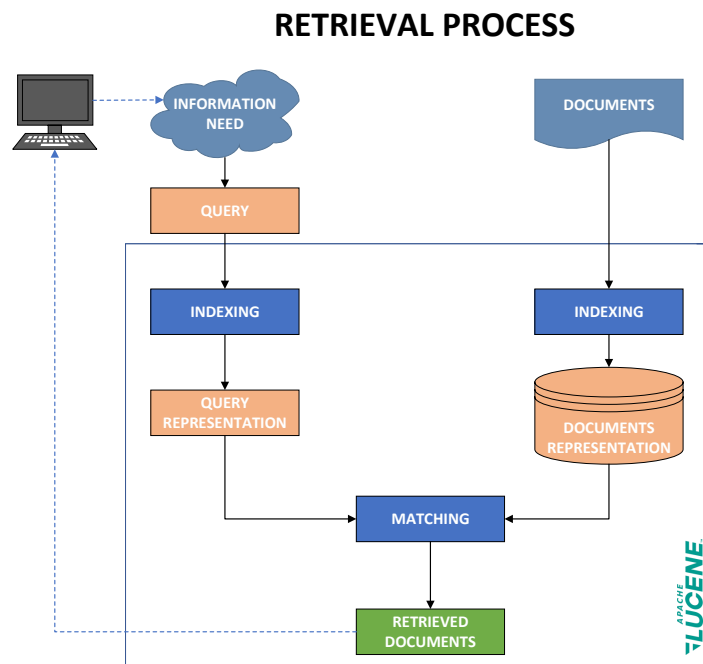 RETRIEVAL PROCESS
INFORMATION
NEED
DOCUMENTS
QUERY
INDEXING
INDEXING
QUERY
REPRESENTATION
DOCUMENTS
REPRESENTATION
MATCHING
RETRIEVED
DOCUMENTS
APACHE
LUCENE